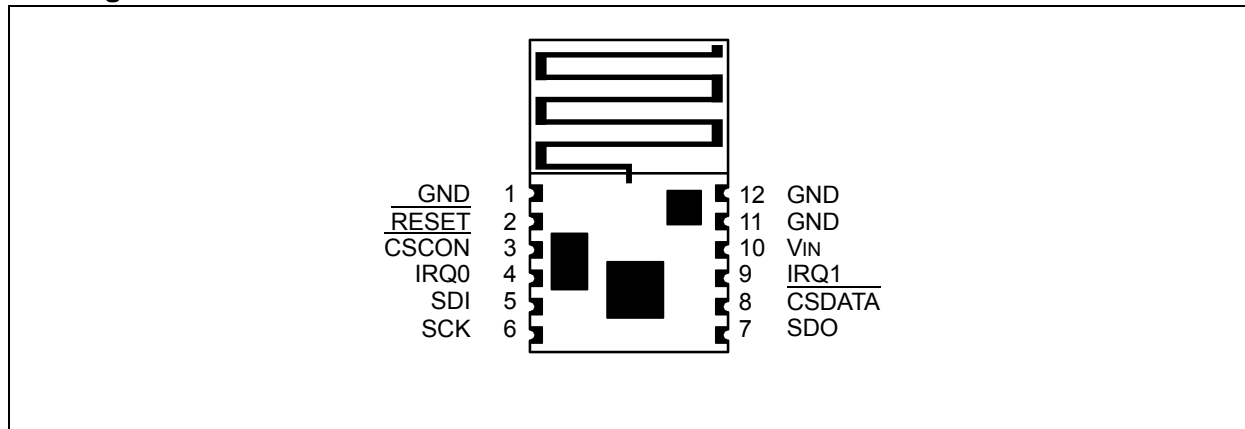 GND 1
RESET 2
CSCON 3
IRQ0 4
SDI 5
SCK 6
12 GND
11 GND
10 VIN
9 IRQ1
8 CSDATA
7 SDO